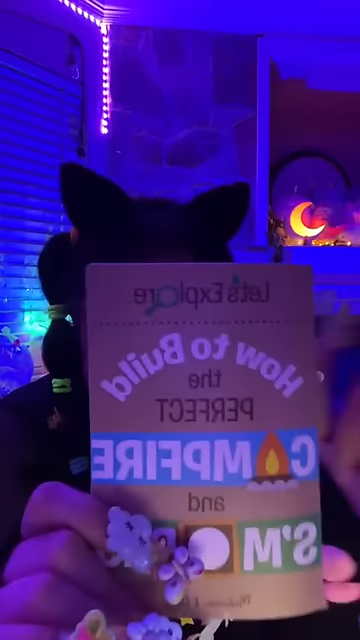 Let's Explore
How to Build
the
PERFECT
CAMPFIRE
and
S'M